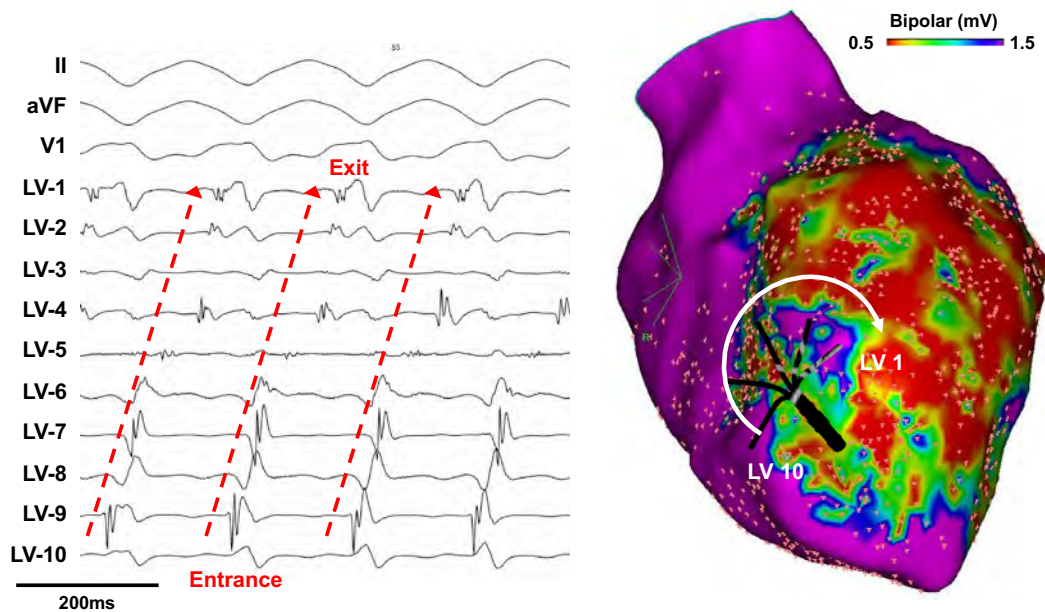 53
II
aVF
V1
Exit
LV-1
LV-2
LV-3
LV-4
LV-5
LV-6
LV-7
LV-8
LV-9
LV-10
Entrance
200ms
Bipolar (mV)
0.5 1.5
LV 1
LV 10